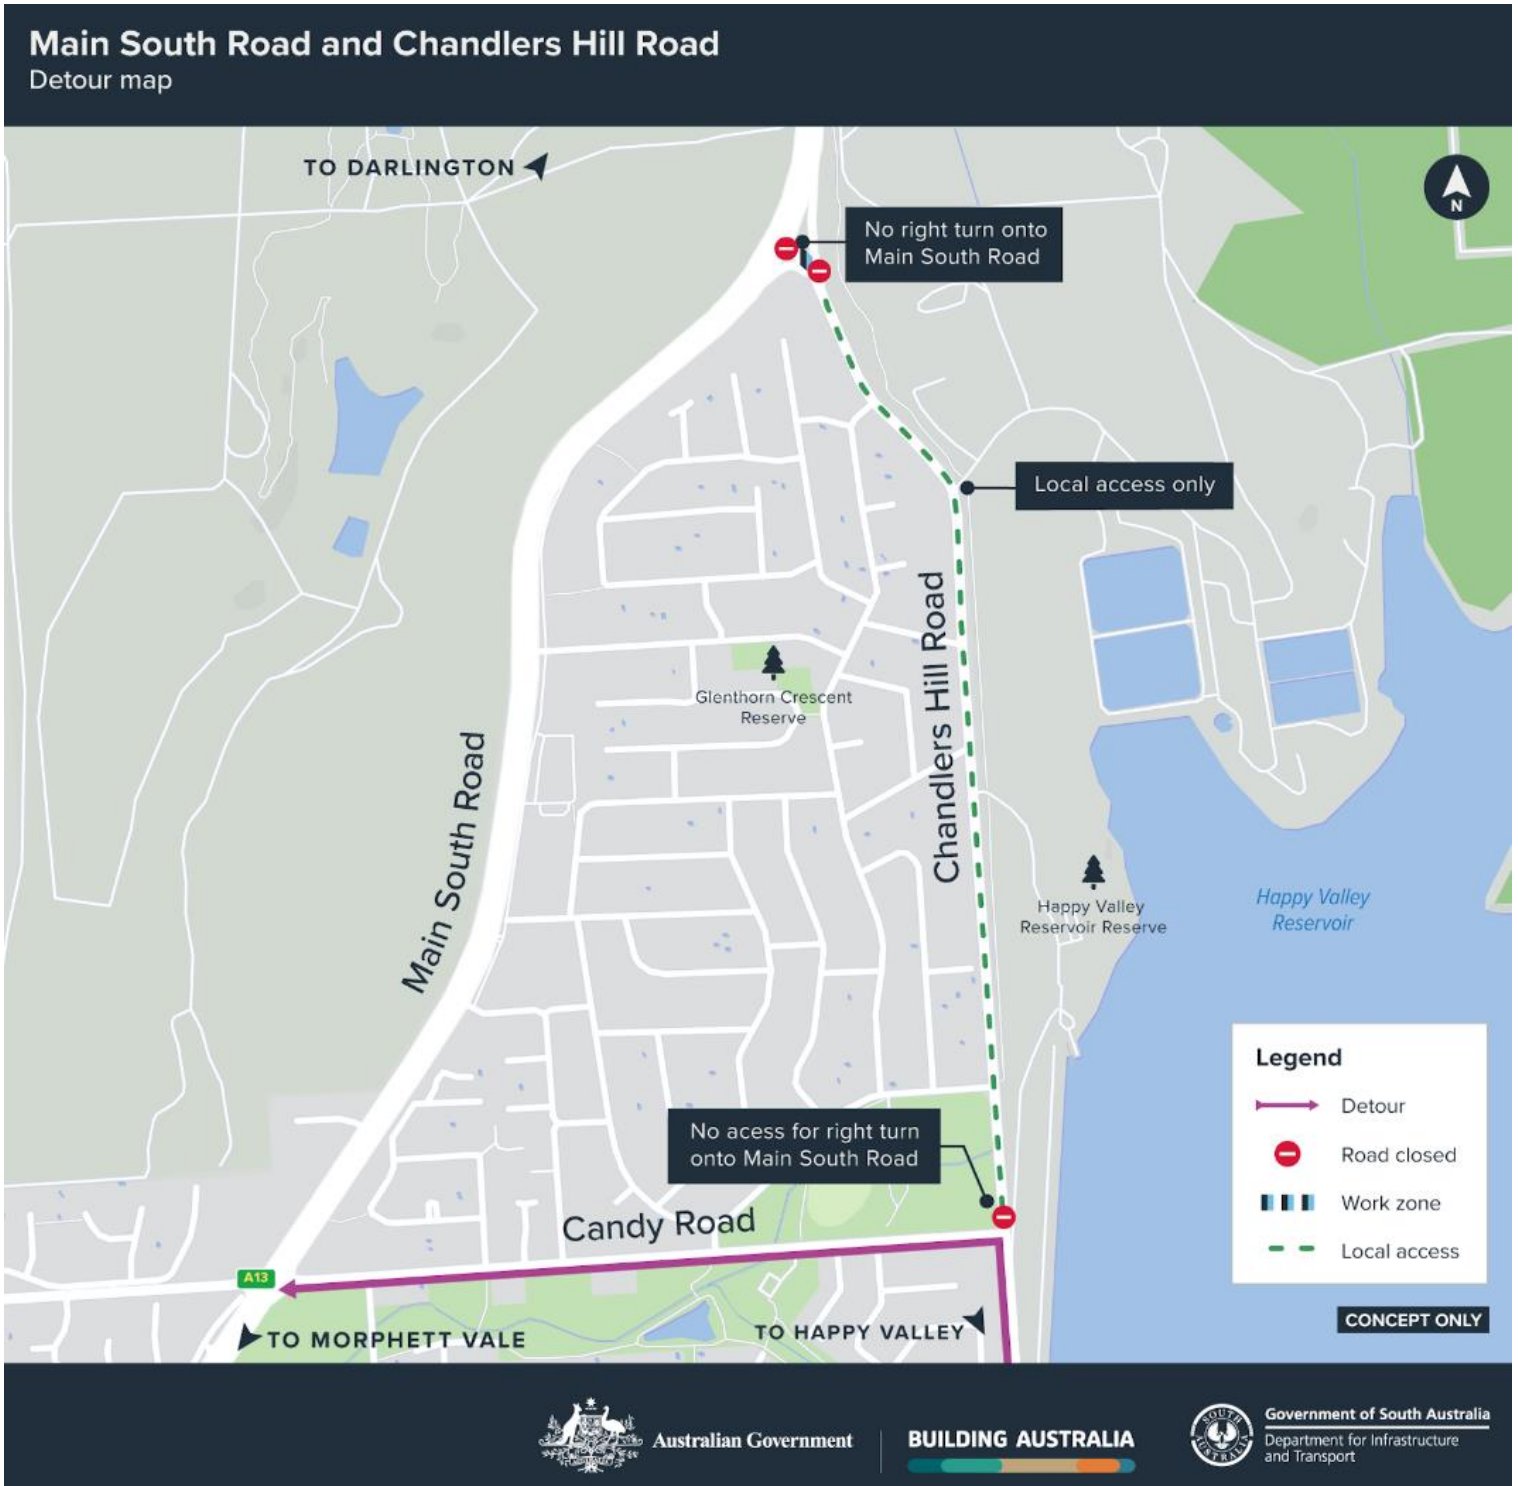 Main South Road and Chandlers Hill Road
Detour map
TO DARLINGTON
N
No right turn onto
Main South Road
Local access only
Chandlers Hill Road
Glenthorn Crescent
Reserve
Main South Road
Happy Valley
Reservoir Reserve
Happy Valley
Reservoir
Legend
Detour
Road closed
Work zone
Local access
No acess for right turn
onto Main South Road
Candy Road
A13
TO MORPHETT VALE
TO HAPPY VALLEY
CONCEPT ONLY
Australian Government
BUILDING AUSTRALIA
SOUTH AUSTRALIA
Government of South Australia
Department for Infrastructure
and Transport